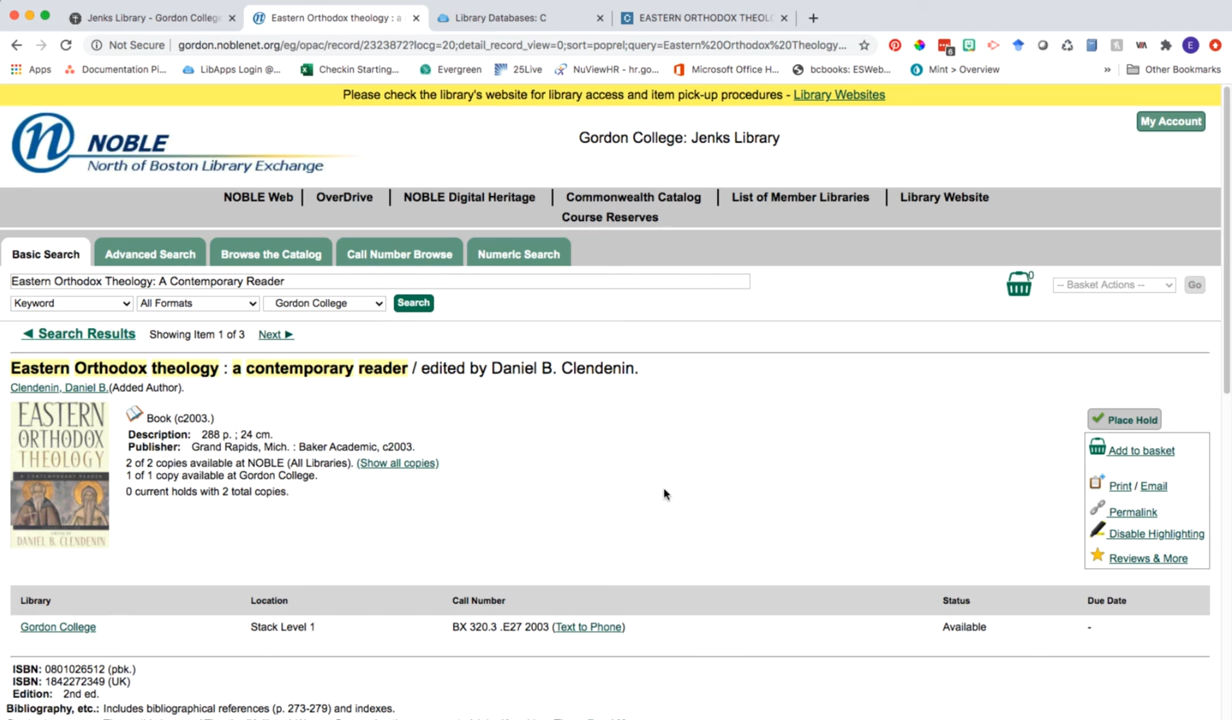 Jenks Library - Gordon Colleg
Eastern Orthodox theology : a
Library Databases: C
EASTERN ORTHODOX THEOL
Not Secure
gordon.noblenet.org/eg/opac/record/2323872?locg=20;detail_record_view=0;sort=poprel;query=Eastern%20Orthodox%20Theology...
Apps
Documentation Pi...
LibApps Login @...
Checkin Starting...
Evergreen
25Live
NuViewHR - hr.go...
Microsoft Office H...
bcbooks: ESWeb...
Mint > Overview
Other Bookmarks
Please check the library's website for library access and item pick-up procedures - Library Websites
My Account
NOBLE
North of Boston Library Exchange
Gordon College: Jenks Library
NOBLE Web | OverDrive | NOBLE Digital Heritage | Commonwealth Catalog | List of Member Libraries | Library Website
Course Reserves
Basic Search Advanced Search Browse the Catalog Call Number Browse Numeric Search
Eastern Orthodox Theology: A Contemporary Reader
0
-- Basket Actions -- Go
Keyword All Formats Gordon College Search
◄ Search Results Showing Item 1 of 3 Next ►
Eastern Orthodox theology : a contemporary reader / edited by Daniel B. Clendenin.
Clendenin, Daniel B.(Added Author).
EASTERN
ORTHODOX
THEOLOGY
A CONTEMPORARY READER
DANIEL B. CLENDENIN
Book (c2003.)
Description: 288 p. ; 24 cm.
Publisher: Grand Rapids, Mich. : Baker Academic, c2003.
2 of 2 copies available at NOBLE (All Libraries). (Show all copies)
1 of 1 copy available at Gordon College.
0 current holds with 2 total copies.
Place Hold
Add to basket
Print / Email
Permalink
Disable Highlighting
Reviews & More
Library Location Call Number Status Due Date
Gordon College Stack Level 1 BX 320.3 .E27 2003 (Text to Phone) Available -
ISBN: 0801026512 (pbk.)
ISBN: 1842272349 (UK)
Edition: 2nd ed.
Bibliography, etc.: Includes bibliographical references (p. 273-279) and indexes.